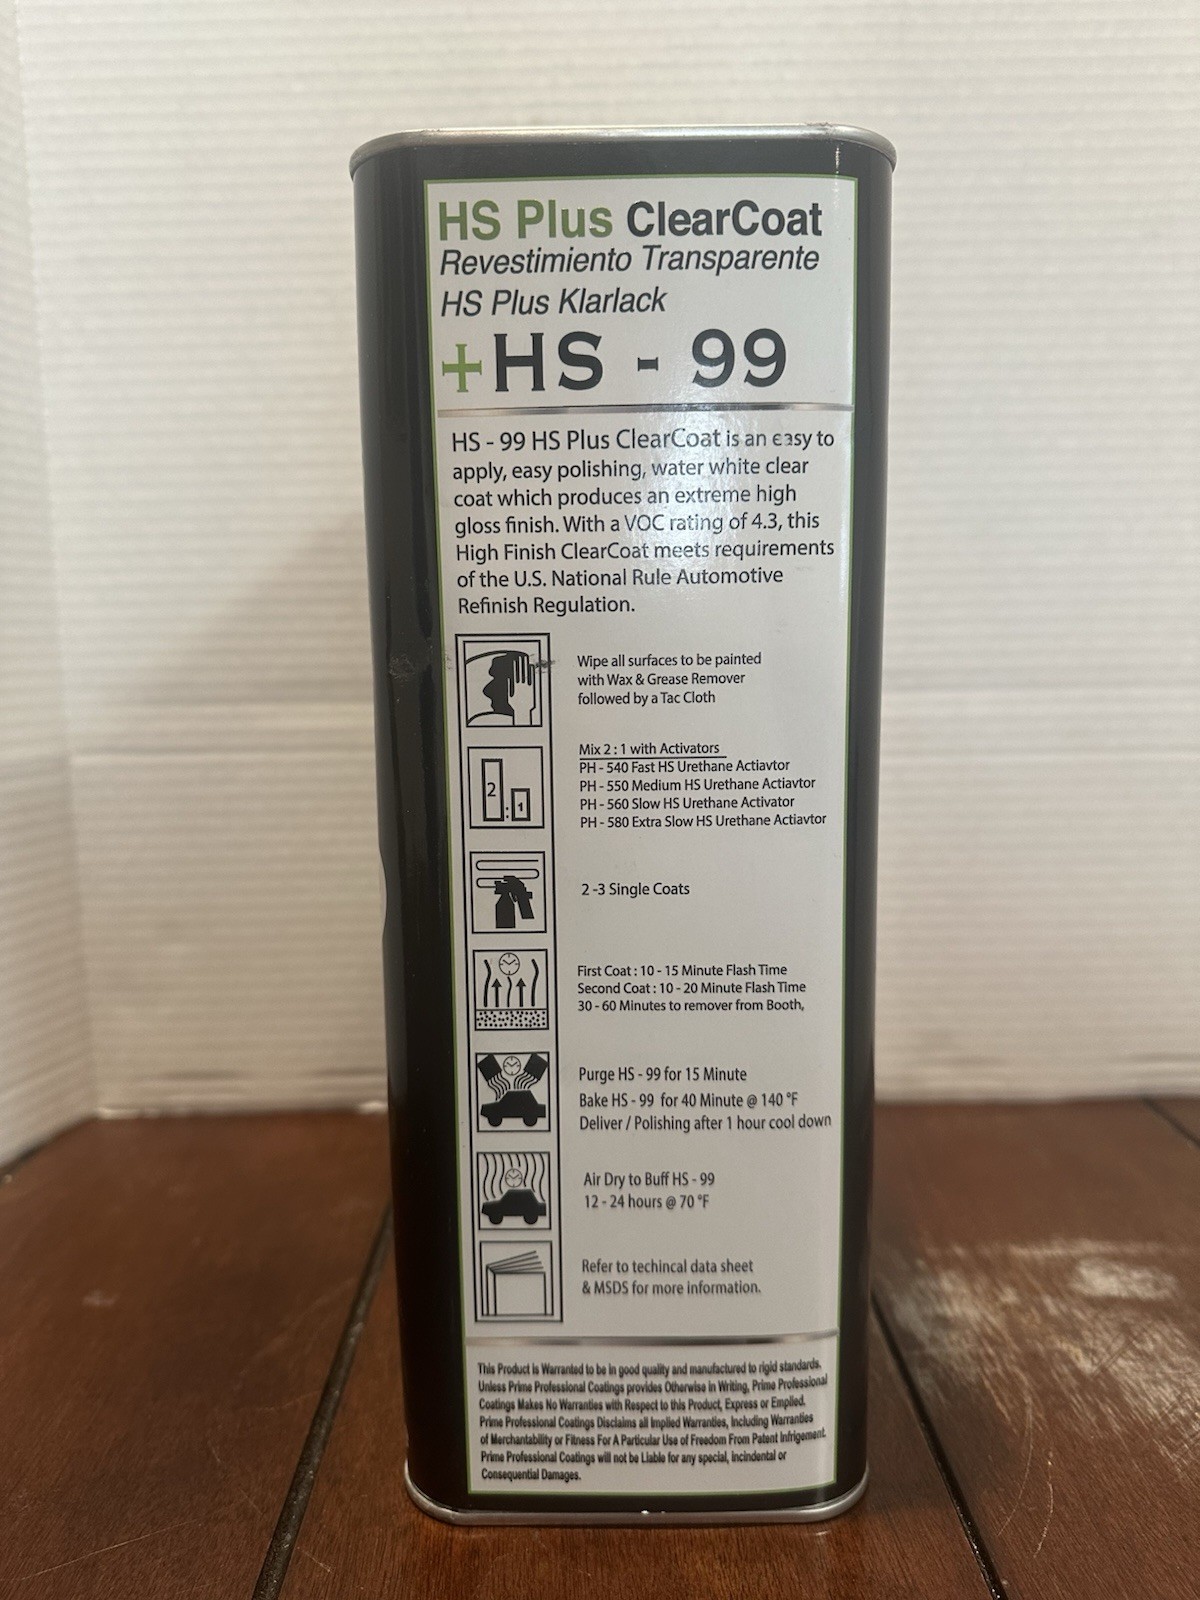 HS Plus ClearCoat
Revestimiento Transparente
HS Plus Klarlack
+HS - 99
HS - 99 HS Plus ClearCoat is an easy to
apply, easy polishing, water white clear
coat which produces an extreme high
gloss finish. With a VOC rating of 4.3, this
High Finish ClearCoat meets requirements
of the U.S. National Rule Automotive
Refinish Regulation.
Wipe all surfaces to be painted
with Wax & Grease Remover
followed by a Tac Cloth
Mix 2 : 1 with Activators
PH - 540 Fast HS Urethane Actiavtor
PH - 550 Medium HS Urethane Actiavtor
PH - 560 Slow HS Urethane Activator
PH - 580 Extra Slow HS Urethane Actiavtor
2 : 1
2 -3 Single Coats
First Coat : 10 - 15 Minute Flash Time
Second Coat : 10 - 20 Minute Flash Time
30 - 60 Minutes to remover from Booth,
Purge HS - 99 for 15 Minute
Bake HS - 99 for 40 Minute @ 140 °F
Deliver / Polishing after 1 hour cool down
Air Dry to Buff HS - 99
12 - 24 hours @ 70 °F
Refer to techincal data sheet
& MSDS for more information.
This Product is Warranted to be in good quality and manufactured to rigid standards.
Unless Prime Professional Coatings provides Otherwise in Writing, Prime Professional
Coatings Makes No Warranties with Respect to this Product, Express or Emplied.
Prime Professional Coatings Disclaims all Implied Warranties, Including Warranties
of Merchantability or Fitness For A Particular Use of Freedom From Patent Infrigement.
Prime Professional Coatings will not be Liable for any special, Incindental or
Consequential Damages.